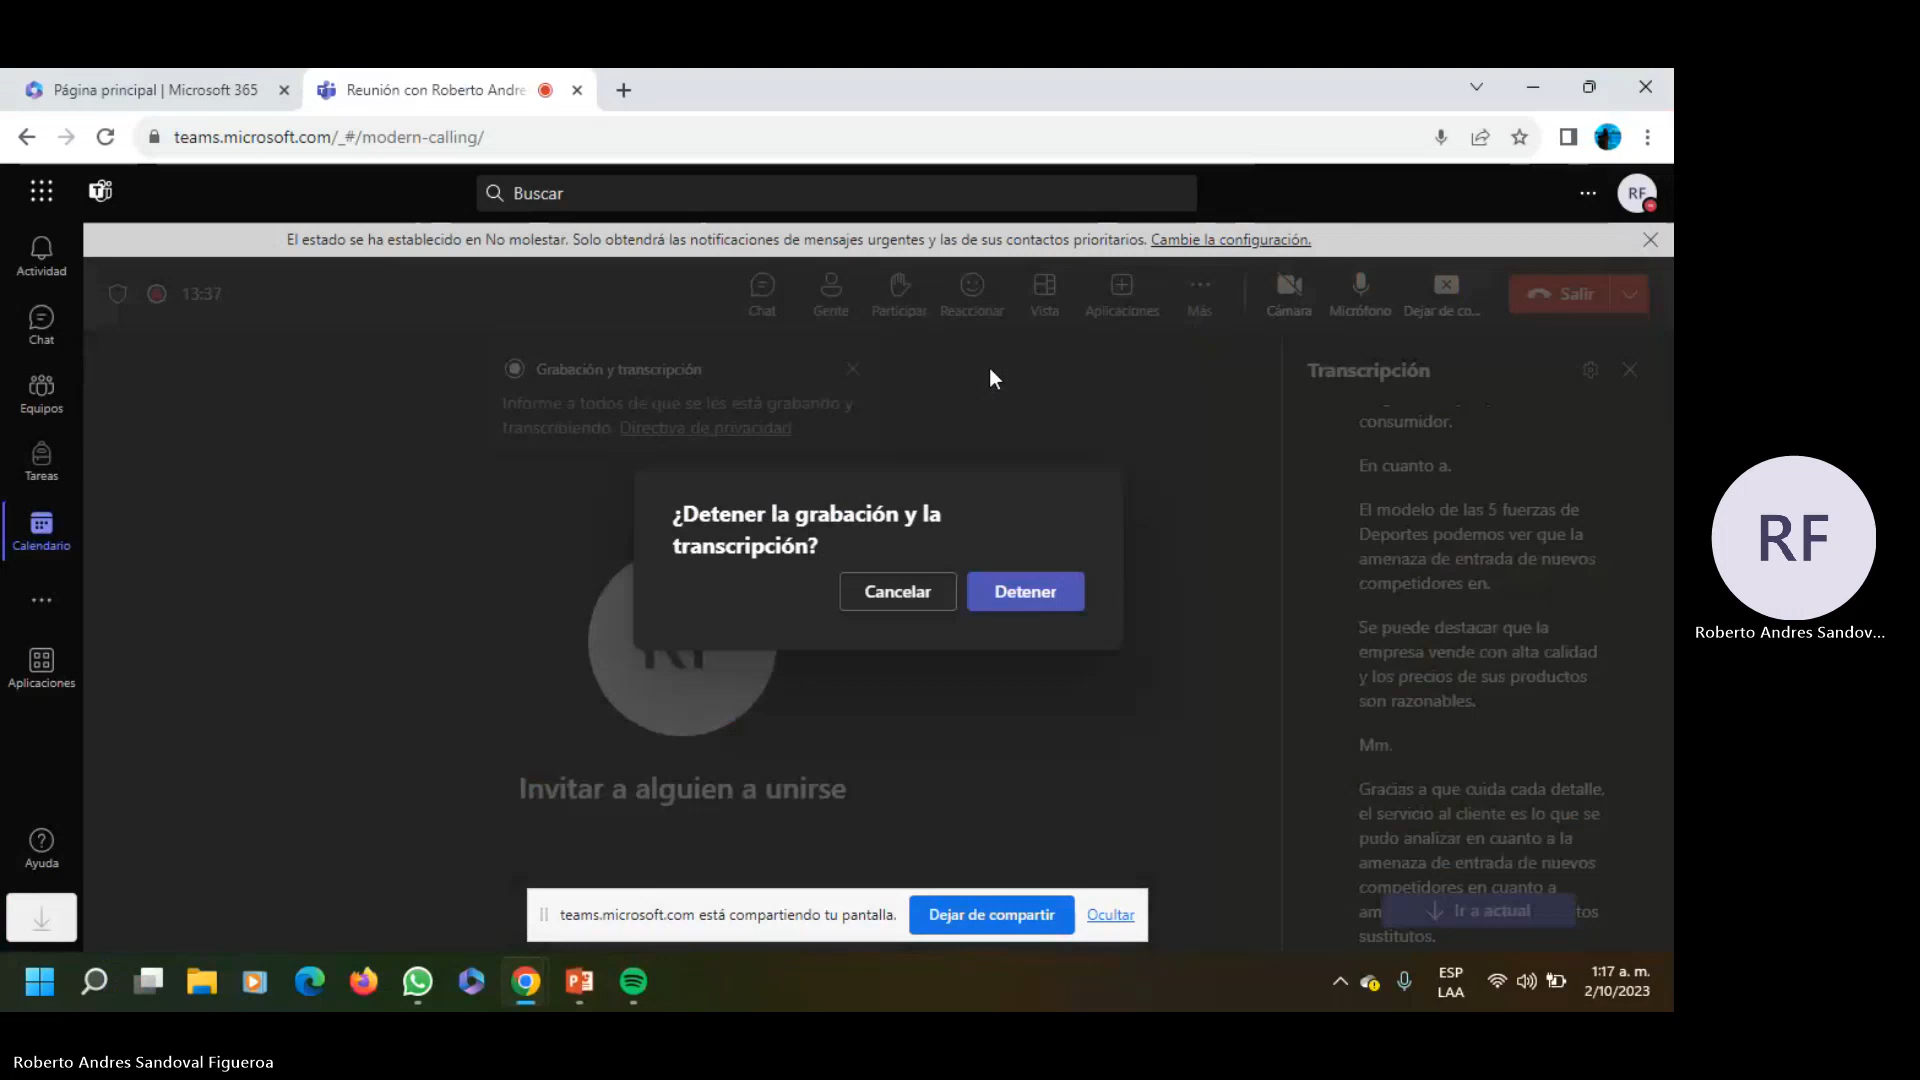 Página principal | Microsoft 365
Reunión con Roberto Andre
teams.microsoft.com/_#/modern-calling/
Buscar
RF
El estado se ha establecido en No molestar. Solo obtendrá las notificaciones de mensajes urgentes y las de sus contactos prioritarios. Cambie la configuración.
Actividad
Chat
Equipos
Tareas
Calendario
Aplicaciones
Ayuda
13:37
Chat
Gente
Participar
Reaccionar
Vista
Aplicaciones
Más
Cámara
Micrófono
Dejar de co...
Salir
Grabación y transcripción
Informe a todos de que se les está grabando y
transcribiendo. Directiva de privacidad
¿Detener la grabación y la
transcripción?
Cancelar
Detener
Invitar a alguien a unirse
Transcripción
consumidor.
En cuanto a.
El modelo de las 5 fuerzas de
Deportes podemos ver que la
amenaza de entrada de nuevos
competidores en.
Se puede destacar que la
empresa vende con alta calidad
y los precios de sus productos
son razonables.
Mm.
Gracias a que cuida cada detalle,
el servicio al cliente es lo que se
pudo analizar en cuanto a la
amenaza de entrada de nuevos
competidores en cuanto a
am
Ir a actual
tos
sustitutos.
teams.microsoft.com está compartiendo tu pantalla.
Dejar de compartir
Ocultar
ESP
LAA
1:17 a. m.
2/10/2023
RF
Roberto Andres Sandov...
Roberto Andres Sandoval Figueroa